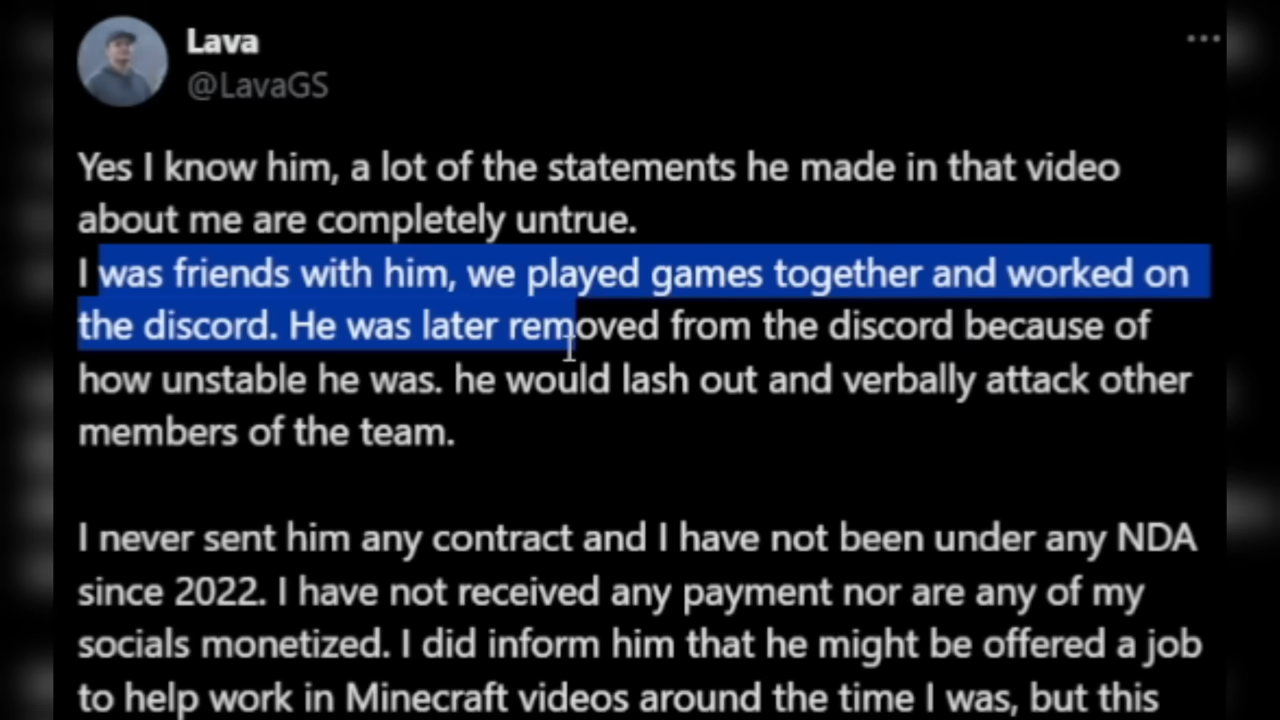 Lava
@LavaGS
Yes I know him, a lot of the statements he made in that video
about me are completely untrue.
I was friends with him, we played games together and worked on
the discord. He was later removed from the discord because of
how unstable he was. he would lash out and verbally attack other
members of the team.
I never sent him any contract and I have not been under any NDA
since 2022. I have not received any payment nor are any of my
socials monetized. I did inform him that he might be offered a job
to help work in Minecraft videos around the time I was, but this